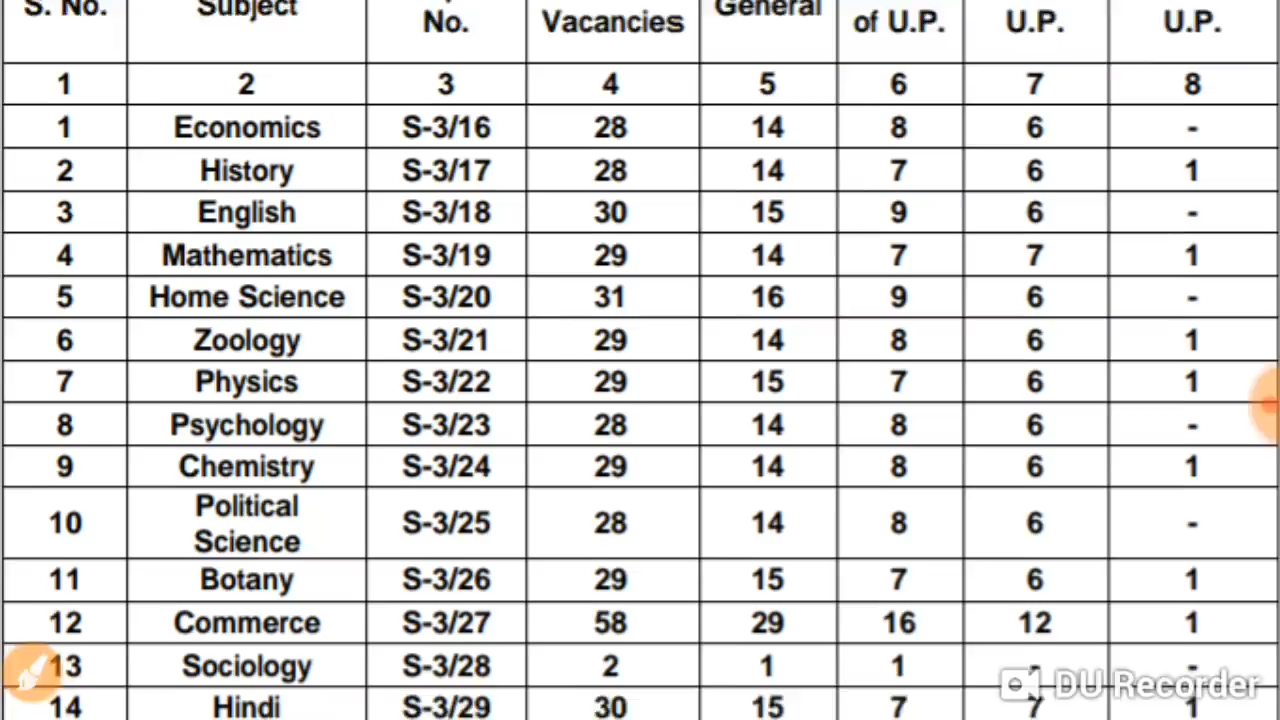 S. No. Subject General
No. Vacancies of U.P. U.P. U.P.
1 2 3 4 5 6 7 8
1 Economics S-3/16 28 14 8 6 -
2 History S-3/17 28 14 7 6 1
3 English S-3/18 30 15 9 6 -
4 Mathematics S-3/19 29 14 7 7 1
5 Home Science S-3/20 31 16 9 6 -
6 Zoology S-3/21 29 14 8 6 1
7 Physics S-3/22 29 15 7 6 1
8 Psychology S-3/23 28 14 8 6 -
9 Chemistry S-3/24 29 14 8 6 1
10 Political Science S-3/25 28 14 8 6 -
11 Botany S-3/26 29 15 7 6 1
12 Commerce S-3/27 58 29 16 12 1
13 Sociology S-3/28 2 1 1 - -
14 Hindi S-3/29 30 15 7 7 1
DU Recorder